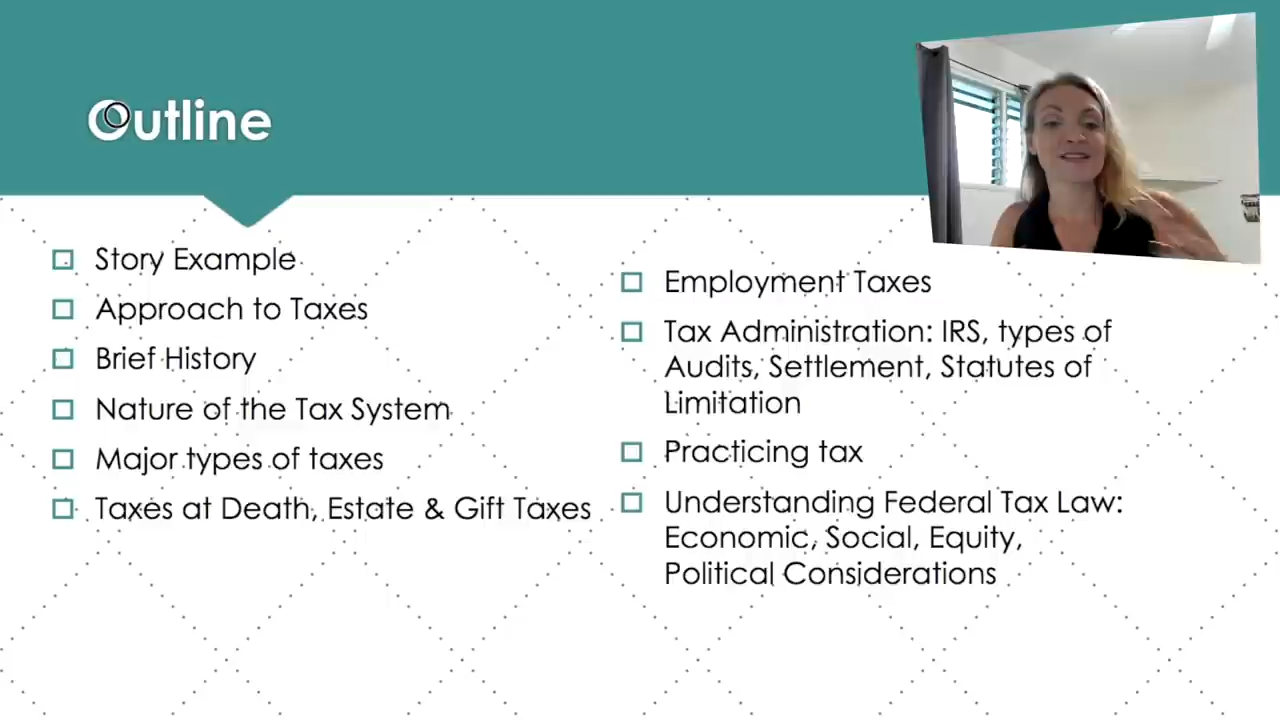 Outline
Story Example
Approach to Taxes
Brief History
Nature of the Tax System
Major types of taxes
Taxes at Death, Estate & Gift Taxes
Employment Taxes
Tax Administration: IRS, types of
Audits, Settlement, Statutes of
Limitation
Practicing tax
Understanding Federal Tax Law:
Economic, Social, Equity,
Political Considerations